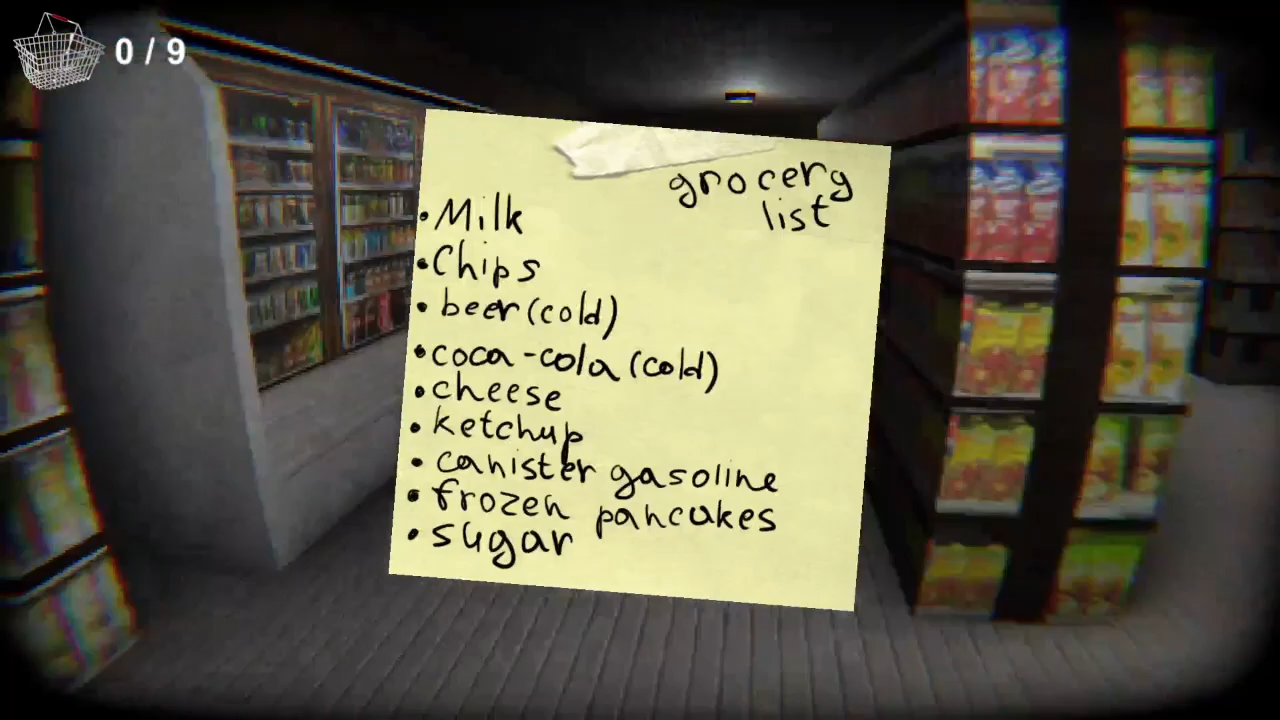 0 / 9
grocery
list
• Milk
• Chips
• beer (cold)
• coca-cola (cold)
• cheese
• ketchup
• canister gasoline
• frozen pancakes
• sugar